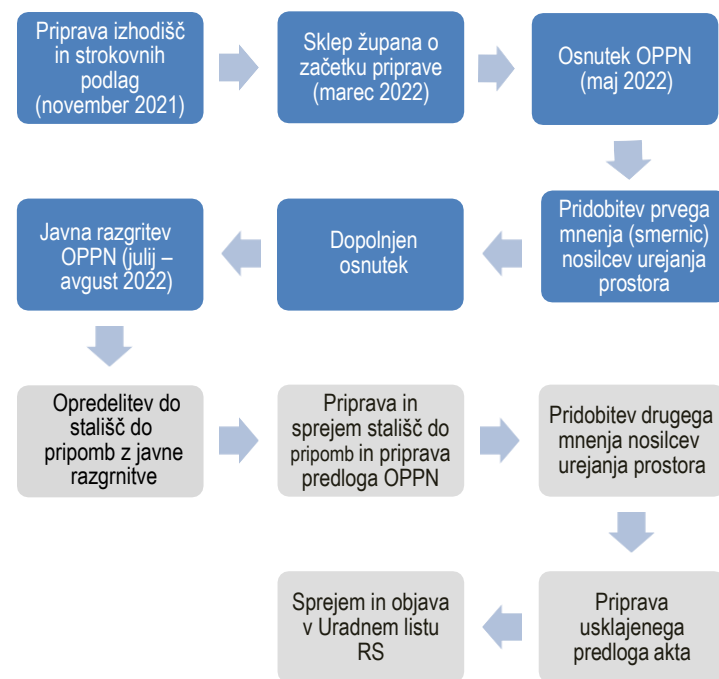 Priprava izhodišč
in strokovnih
podlag
(november 2021)
Sklep župana o
začetku priprave
(marec 2022)
Osnutek OPPN
(maj 2022)
Pridobitev prvega
mnenja (smernic)
nosilcev urejanja
prostora
Dopolnjen
osnutek
Javna razgritev
OPPN (julij –
avgust 2022)
Opredelitev do
stališč do
pripomb z javne
razgrnitve
Priprava in
sprejem stališč do
pripomb in priprava
predloga OPPN
Pridobitev drugega
mnenja nosilcev
urejanja prostora
Priprava
usklajenega
predloga akta
Sprejem in objava
v Uradnem listu
RS